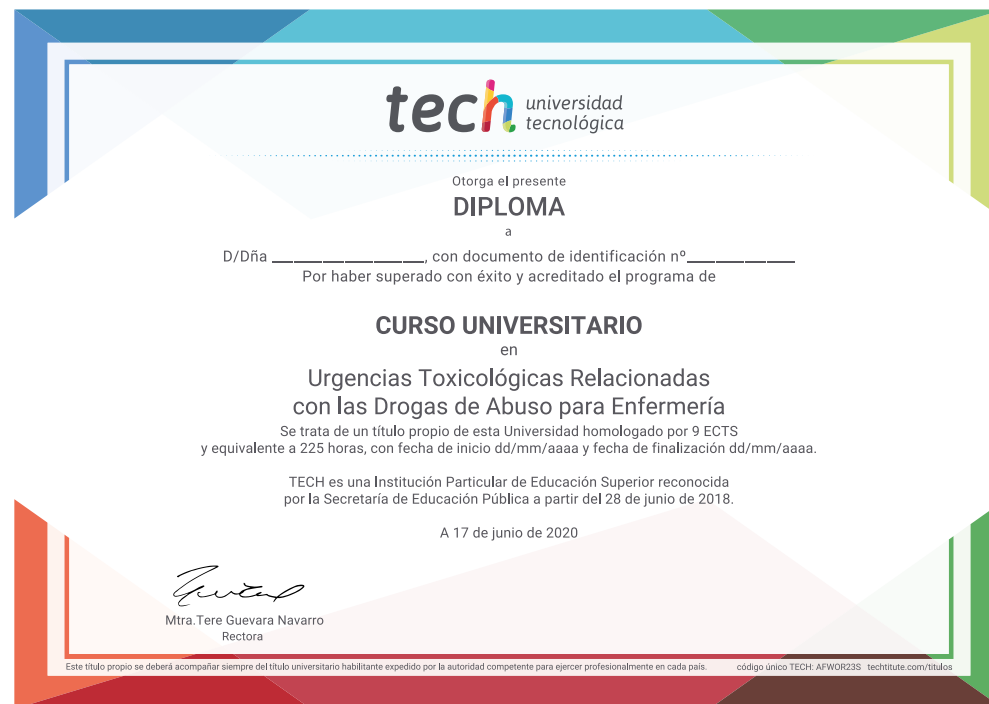 tech universidad
tecnológica
Otorga el presente
DIPLOMA
a
D/Dña ______________, con documento de identificación nº__________
Por haber superado con éxito y acreditado el programa de
CURSO UNIVERSITARIO
en
Urgencias Toxicológicas Relacionadas
con las Drogas de Abuso para Enfermería
Se trata de un título propio de esta Universidad homologado por 9 ECTS
y equivalente a 225 horas, con fecha de inicio dd/mm/aaaa y fecha de finalización dd/mm/aaaa.
TECH es una Institución Particular de Educación Superior reconocida
por la Secretaría de Educación Pública a partir del 28 de junio de 2018.
A 17 de junio de 2020
Mtra.Tere Guevara Navarro
Rectora
Este título propio se deberá acompañar siempre del título universitario habilitante expedido por la autoridad competente para ejercer profesionalmente en cada país. código único TECH: AFWOR23S techtitute.com/titulos